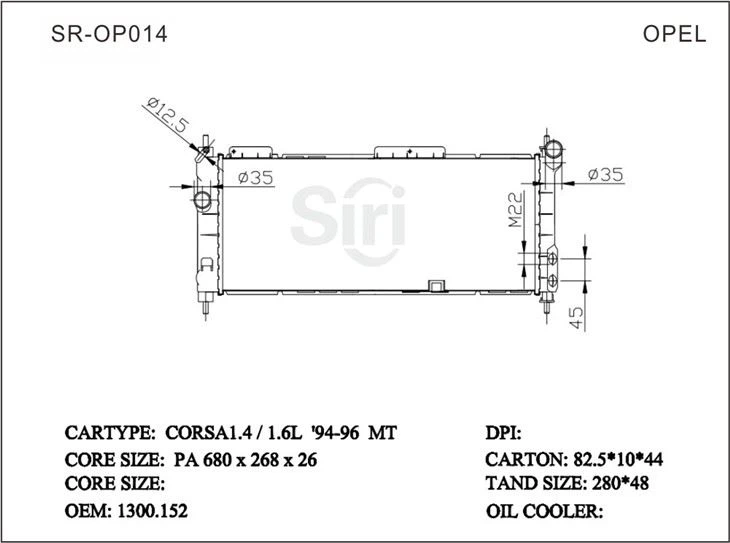 SR-OP014
OPEL
Ø12.5
Ø35
Ø35
M22
Siri
45
CARTYPE: CORSA1.4 / 1.6L '94-96 MT
CORE SIZE: PA 680 x 268 x 26
CORE SIZE:
OEM: 1300.152
DPI:
CARTON: 82.5*10*44
TAND SIZE: 280*48
OIL COOLER: